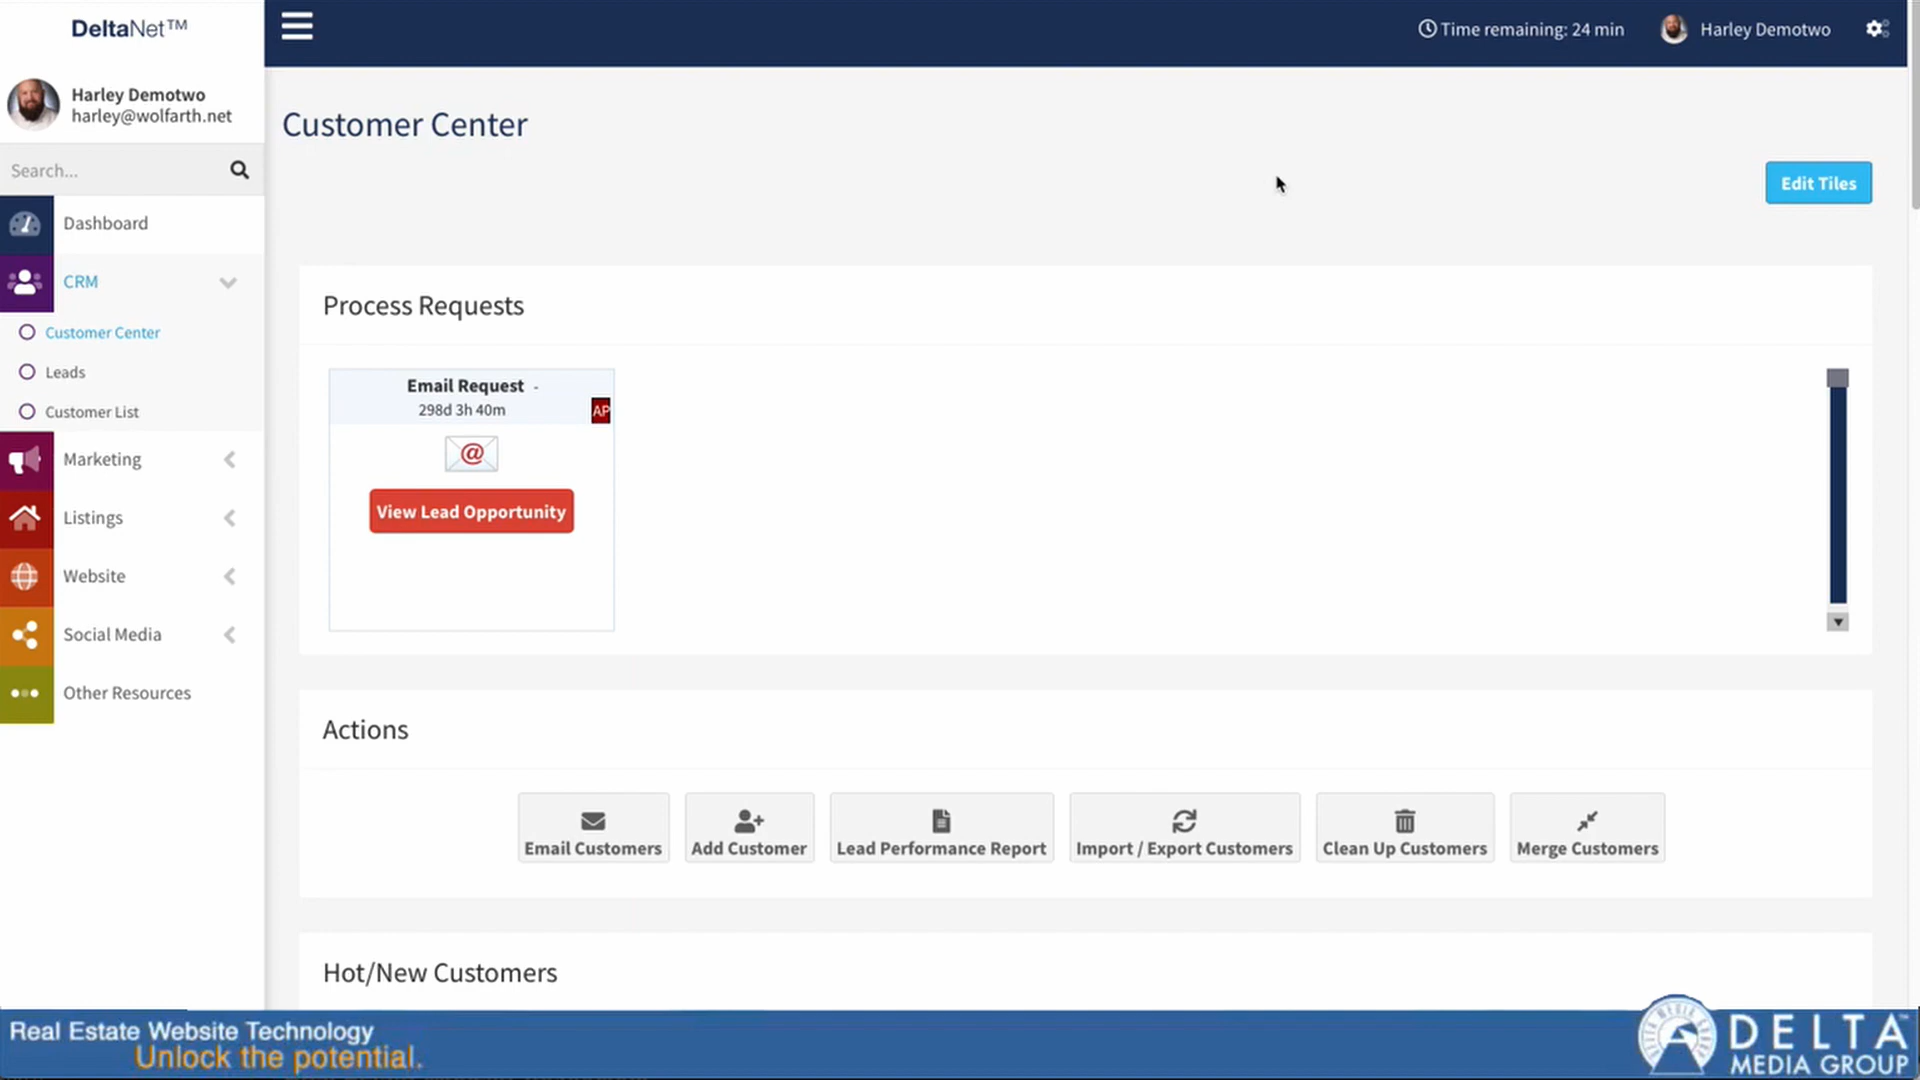 DeltaNet™
Time remaining: 24 min
Harley Demotwo
Harley Demotwo
harley@wolfarth.net
Search...
Dashboard
CRM
Customer Center
Leads
Customer List
Marketing
Listings
Website
Social Media
Other Resources
Customer Center
Edit Tiles
Process Requests
Email Request -
298d 3h 40m
AP
@
View Lead Opportunity
Actions
Email Customers
Add Customer
Lead Performance Report
Import / Export Customers
Clean Up Customers
Merge Customers
Hot/New Customers
Real Estate Website Technology
Unlock the potential.
DELTA™
MEDIA GROUP